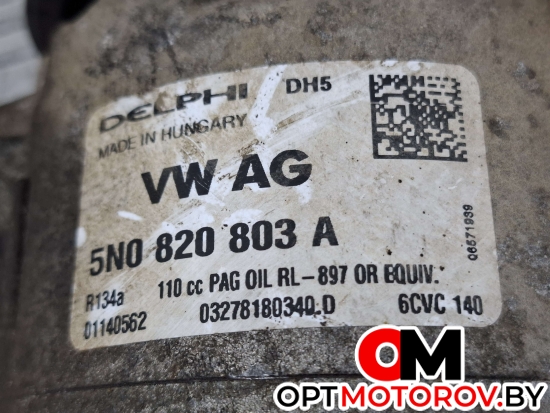 DELPHI DH5
MADE IN HUNGARY
VW AG
5N0 820 803 A
06571939
R134a 110 cc PAG OIL RL-897 OR EQUIV.*
01140562 03278180340.D 6CVC 140
OM
OPTMOTOROV.BY